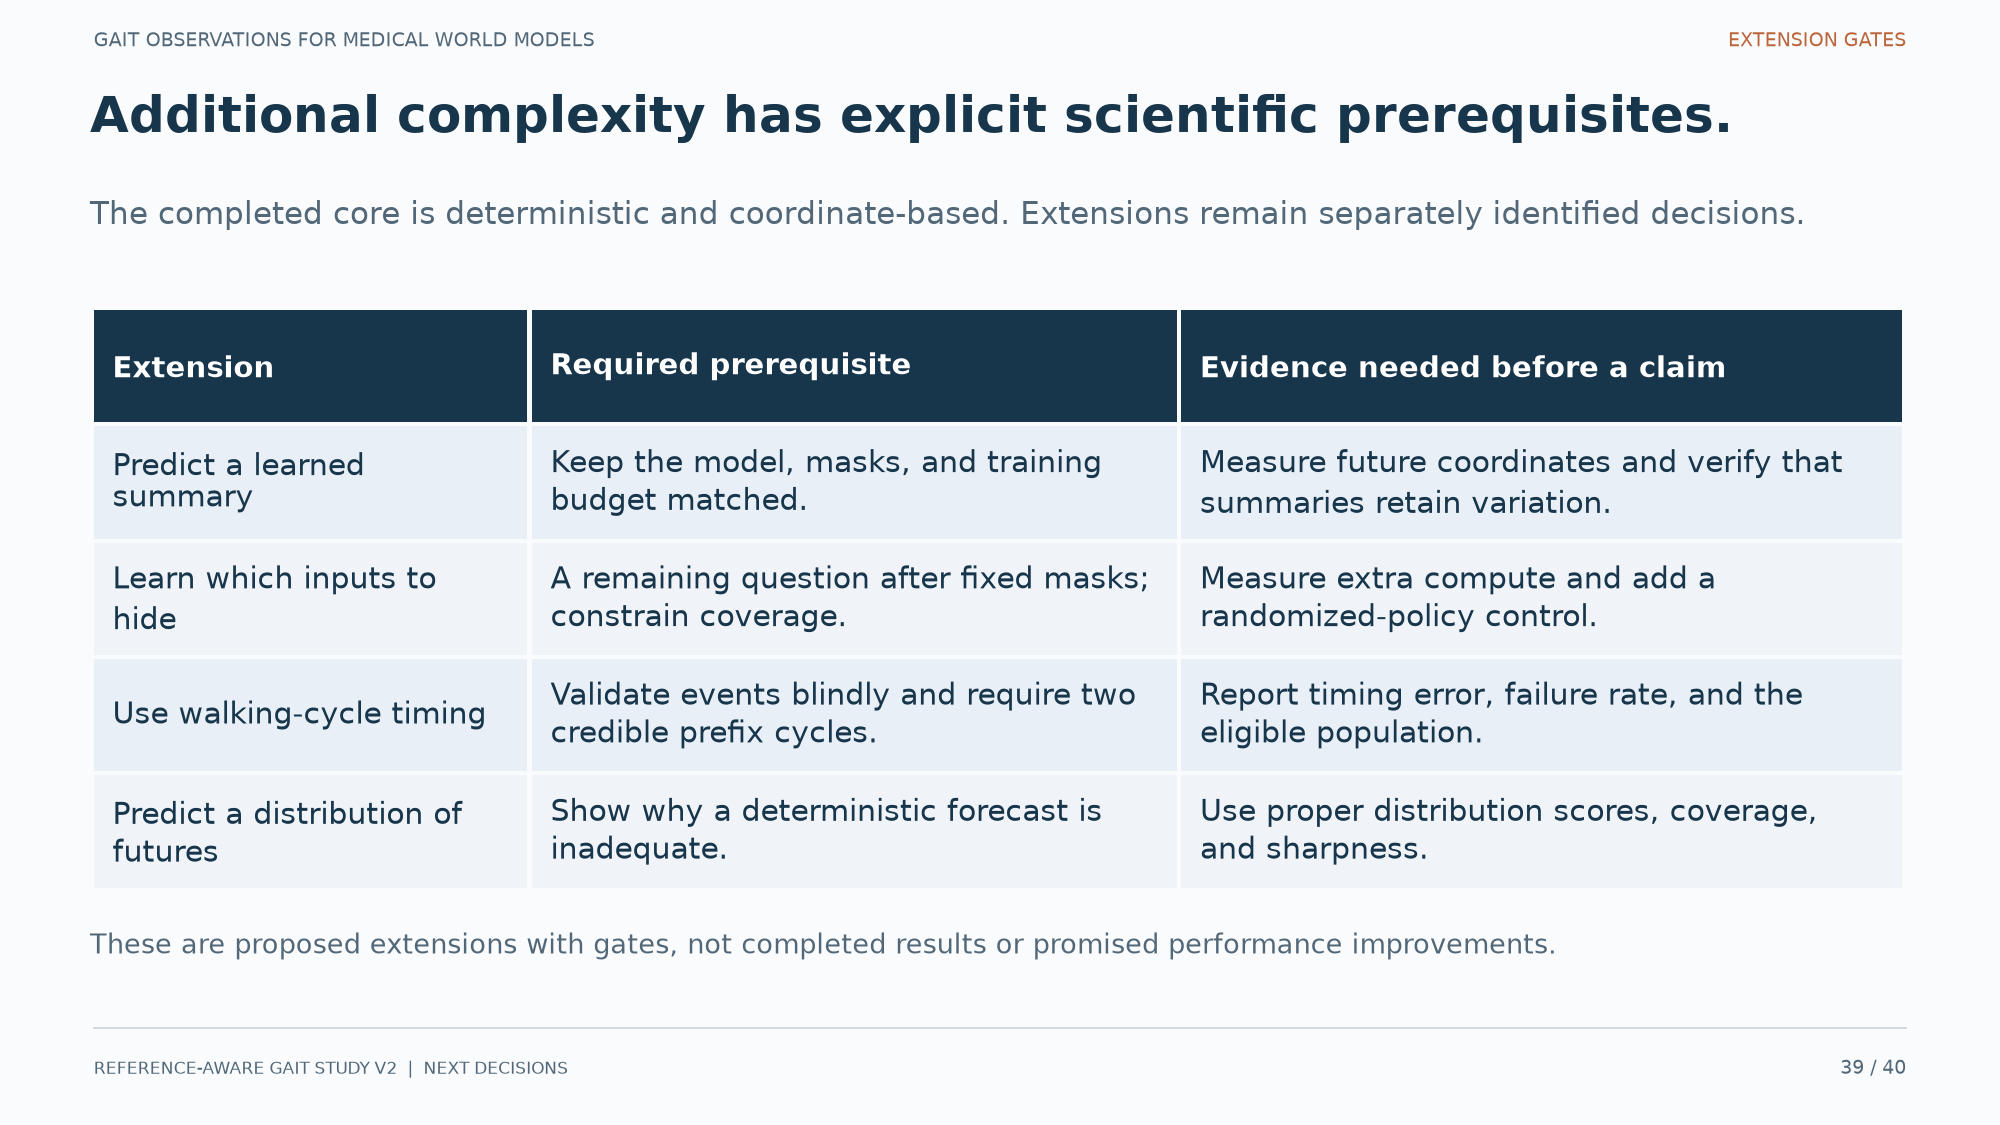 GAIT OBSERVATIONS FOR MEDICAL WORLD MODELS
EXTENSION GATES
Additional complexity has explicit scientific prerequisites.
The completed core is deterministic and coordinate-based. Extensions remain separately identified decisions.
Extension
Required prerequisite
Evidence needed before a claim
Predict a learned
summary
Keep the model, masks, and training
budget matched.
Measure future coordinates and verify that
summaries retain variation.
Learn which inputs to
hide
A remaining question after fixed masks;
constrain coverage.
Measure extra compute and add a
randomized-policy control.
Use walking-cycle timing
Validate events blindly and require two
credible prefix cycles.
Report timing error, failure rate, and the
eligible population.
Predict a distribution of
futures
Show why a deterministic forecast is
inadequate.
Use proper distribution scores, coverage,
and sharpness.
These are proposed extensions with gates, not completed results or promised performance improvements.
REFERENCE-AWARE GAIT STUDY V2 | NEXT DECISIONS
39 / 40